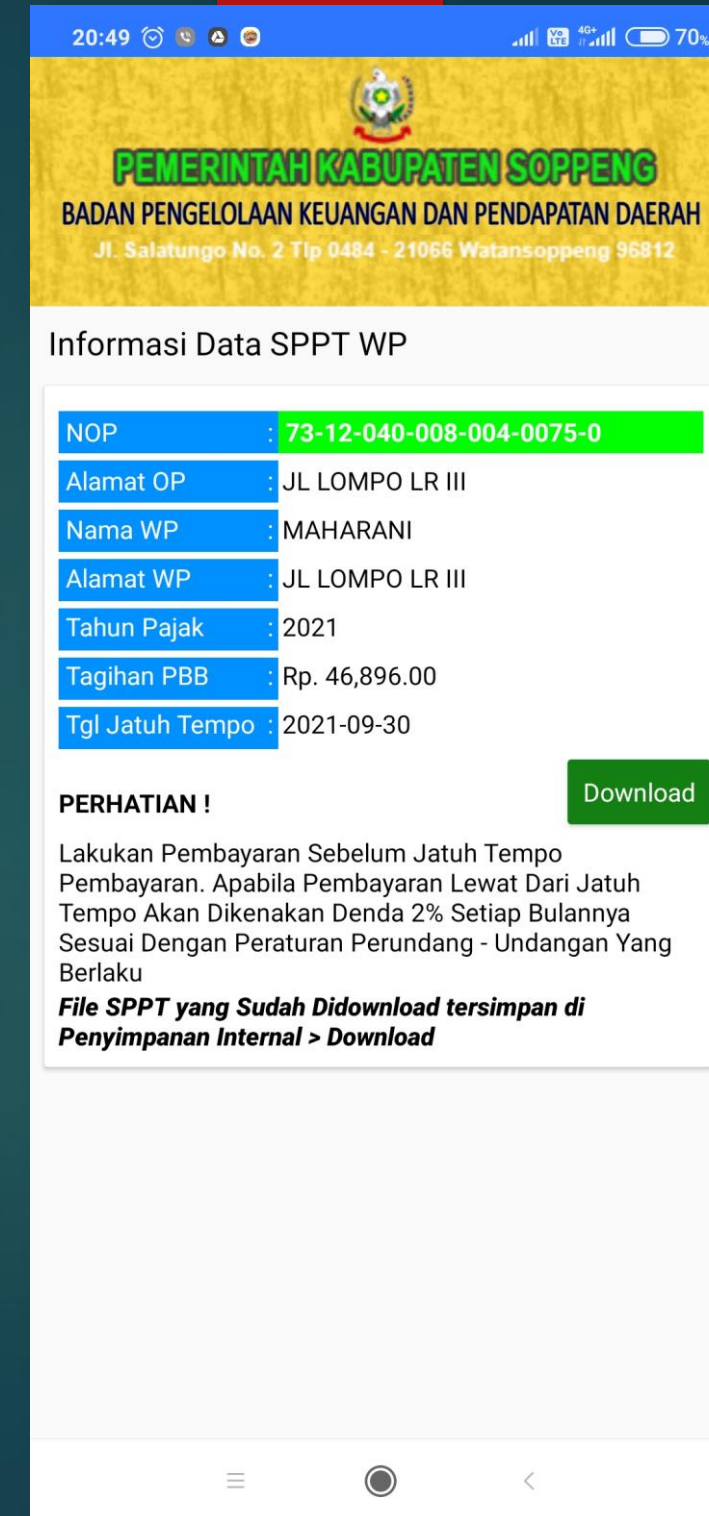 20:49 VoLTE 4G+ 70%
PEMERINTAH KABUPATEN SOPPENG
BADAN PENGELOLAAN KEUANGAN DAN PENDAPATAN DAERAH
Jl. Salatungo No. 2 Tlp 0484 - 21066 Watansoppeng 96812
Informasi Data SPPT WP
NOP : 73-12-040-008-004-0075-0
Alamat OP : JL LOMPO LR III
Nama WP : MAHARANI
Alamat WP : JL LOMPO LR III
Tahun Pajak : 2021
Tagihan PBB : Rp. 46,896.00
Tgl Jatuh Tempo : 2021-09-30
Download
PERHATIAN !
Lakukan Pembayaran Sebelum Jatuh Tempo
Pembayaran. Apabila Pembayaran Lewat Dari Jatuh
Tempo Akan Dikenakan Denda 2% Setiap Bulannya
Sesuai Dengan Peraturan Perundang - Undangan Yang
Berlaku
File SPPT yang Sudah Didownload tersimpan di
Penyimpanan Internal > Download